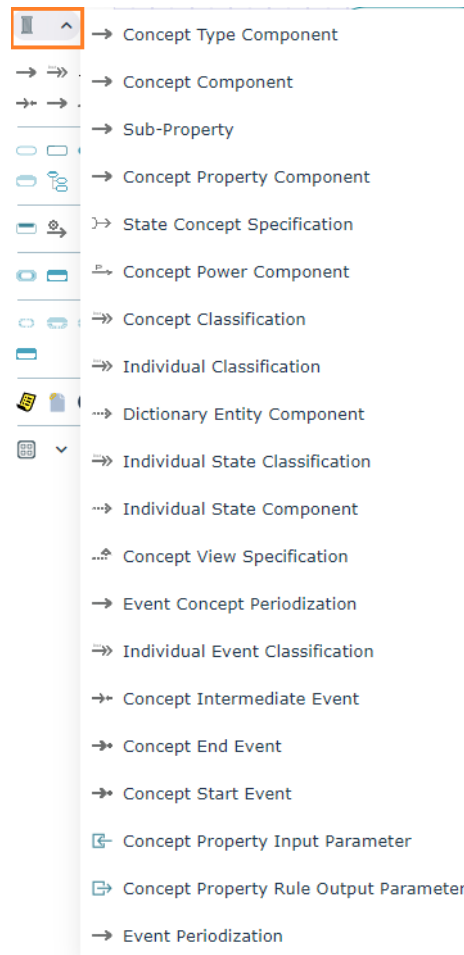 Concept Type Component
Concept Component
Sub-Property
Concept Property Component
State Concept Specification
Concept Power Component
Concept Classification
Individual Classification
Dictionary Entity Component
Individual State Classification
Individual State Component
Concept View Specification
Event Concept Periodization
Individual Event Classification
Concept Intermediate Event
Concept End Event
Concept Start Event
Concept Property Input Parameter
Concept Property Rule Output Parameter
Event Periodization